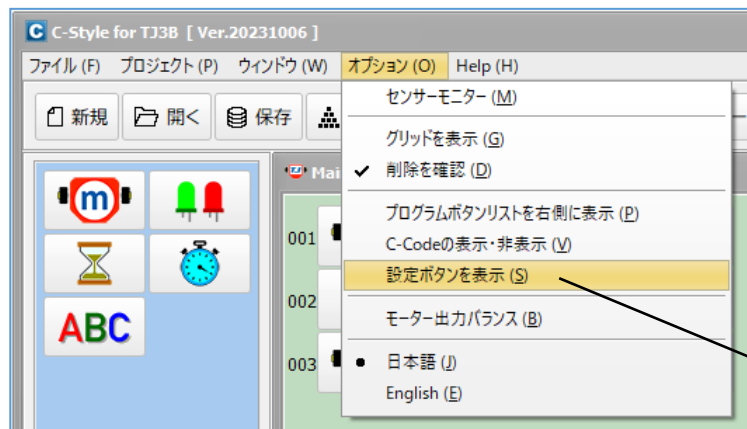 C-Style for TJ3B [ Ver.20231006 ]
ファイル (F) プロジェクト (P) ウィンドウ (W) オプション (O) Help (H)
新規 開く 保存
センサーモニター (M)
グリッドを表示 (G)
✓ 削除を確認 (D)
プログラムボタンリストを右側に表示 (P)
C-Codeの表示・非表示 (V)
設定ボタンを表示 (S)
モーター出力バランス (B)
● 日本語 (J)
English (E)
m
ABC
Mai
001
002
003